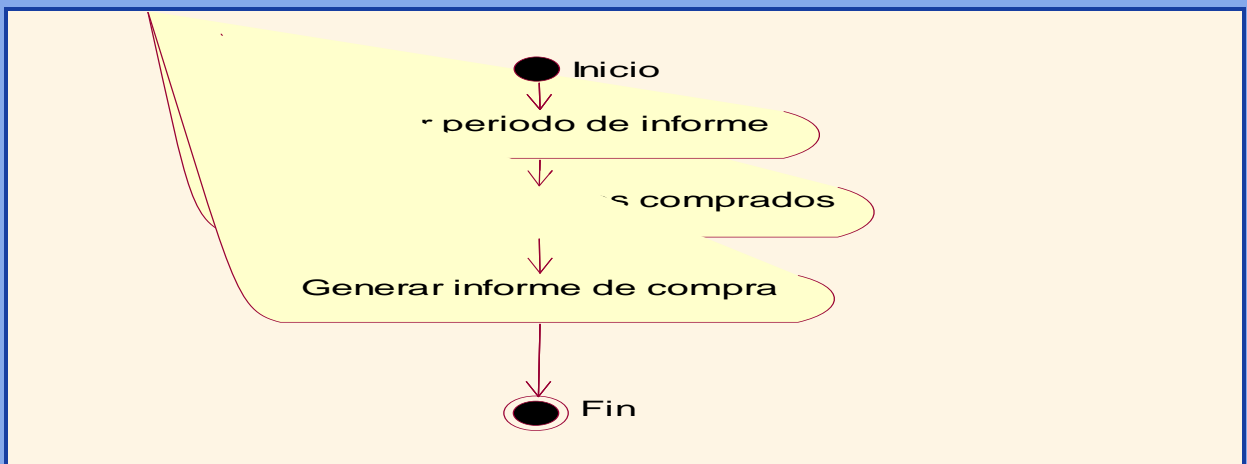 Inicio
periodo de informe
comprados
Generar informe de compra
Fin